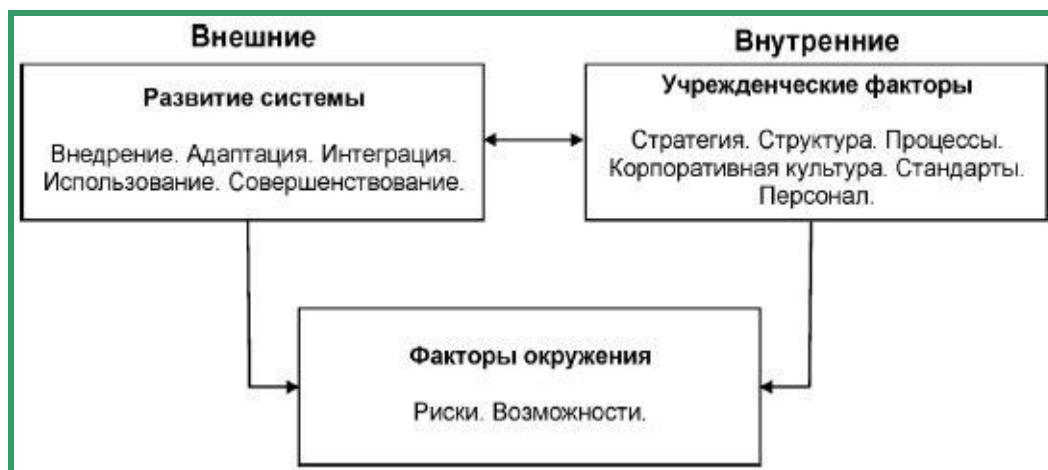 Внешние
Развитие системы
Внедрение. Адаптация. Интеграция.
Использование. Совершенствование.
Внутренние
Учрежденческие факторы
Стратегия. Структура. Процессы.
Корпоративная культура. Стандарты.
Персонал.
Факторы окружения
Риски. Возможности.